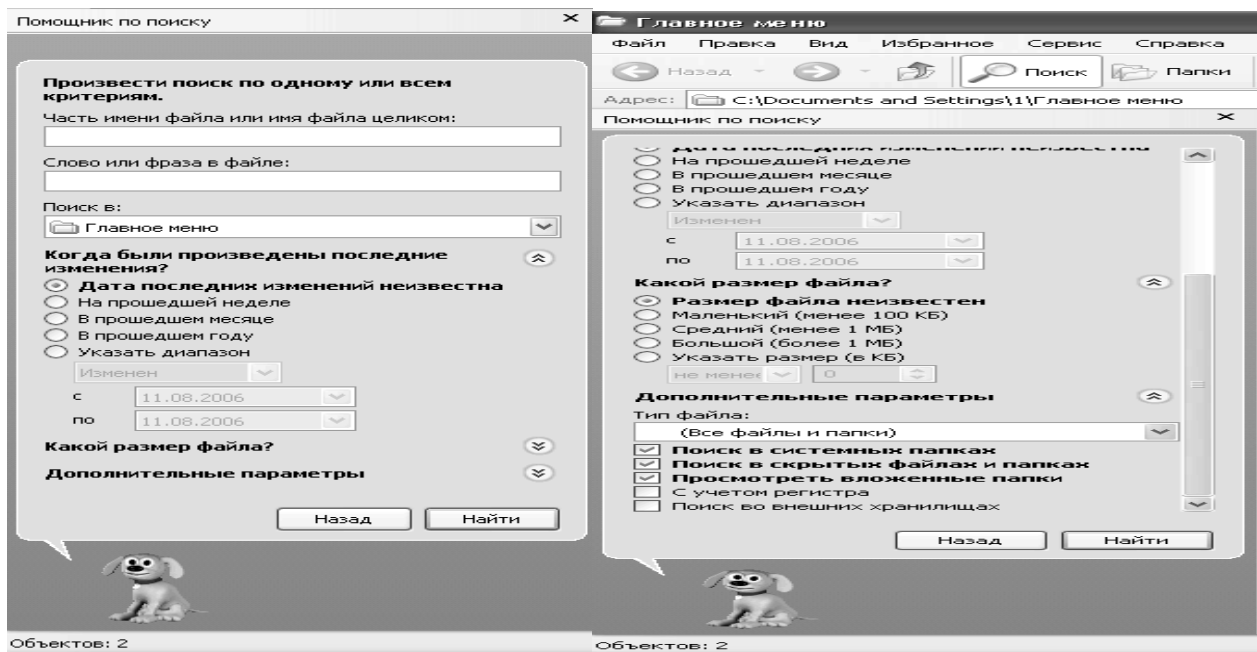 Помощник по поиску
Произвести поиск по одному или всем
критериям.
Часть имени файла или имя файла целиком:
Слово или фраза в файле:
Поиск в:
Главное меню
Когда были произведены последние
изменения?
Дата последних изменений неизвестна
На прошедшей неделе
В прошедшем месяце
В прошедшем году
Указать диапазон
Изменен
с 11.08.2006
по 11.08.2006
Какой размер файла?
Дополнительные параметры
Назад Найти
Объектов: 2
Главное меню
Файл Правка Вид Избранное Сервис Справка
Назад Поиск Папки
Адрес: C:\Documents and Settings\1\Главное меню
Помощник по поиску
Дата последних изменений неизвестна
На прошедшей неделе
В прошедшем месяце
В прошедшем году
Указать диапазон
Изменен
с 11.08.2006
по 11.08.2006
Какой размер файла?
Размер файла неизвестен
Маленький (менее 100 КБ)
Средний (менее 1 МБ)
Большой (более 1 МБ)
Указать размер (в КБ)
не менее 0
Дополнительные параметры
Тип файла:
(Все файлы и папки)
Поиск в системных папках
Поиск в скрытых файлах и папках
Просмотреть вложенные папки
С учетом регистра
Поиск во внешних хранилищах
Назад Найти
Объектов: 2